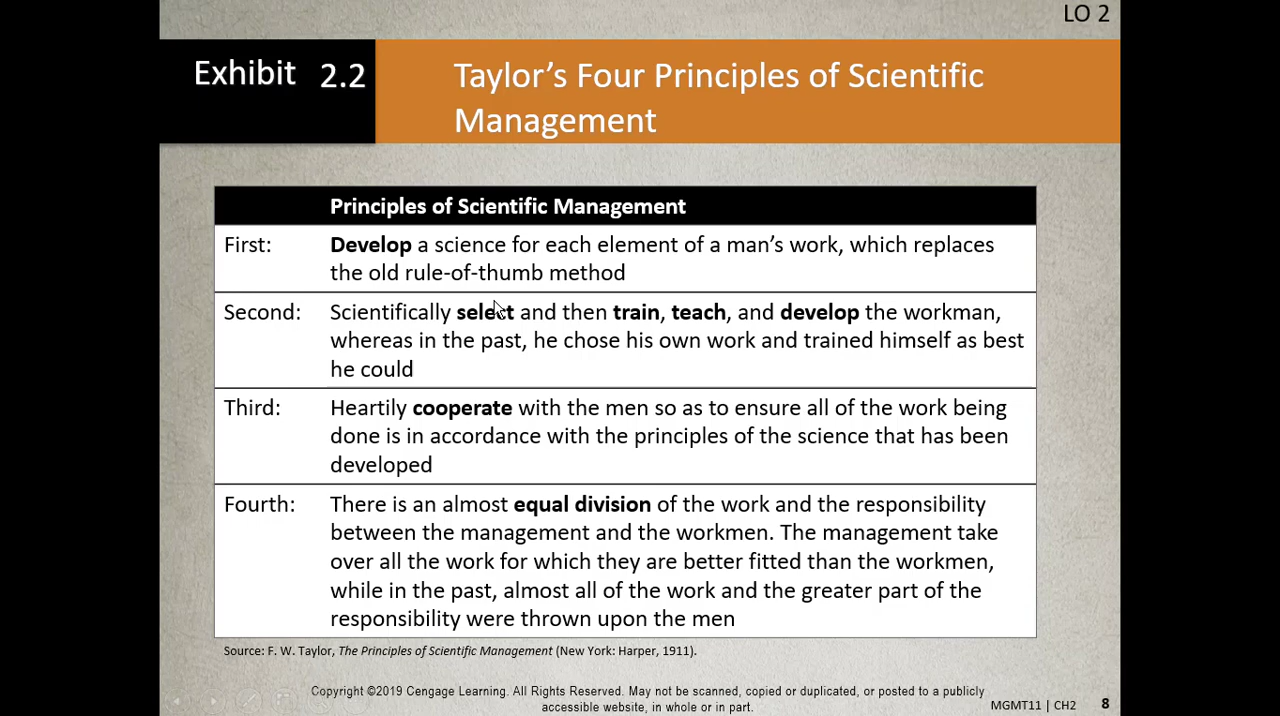 LO 2
Exhibit 2.2
Taylor’s Four Principles of Scientific
Management
Principles of Scientific Management
First: Develop a science for each element of a man’s work, which replaces
the old rule-of-thumb method
Second: Scientifically select and then train, teach, and develop the workman,
whereas in the past, he chose his own work and trained himself as best
he could
Third: Heartily cooperate with the men so as to ensure all of the work being
done is in accordance with the principles of the science that has been
developed
Fourth: There is an almost equal division of the work and the responsibility
between the management and the workmen. The management take
over all the work for which they are better fitted than the workmen,
while in the past, almost all of the work and the greater part of the
responsibility were thrown upon the men
Source: F. W. Taylor, The Principles of Scientific Management (New York: Harper, 1911).
Copyright ©2019 Cengage Learning. All Rights Reserved. May not be scanned, copied or duplicated, or posted to a publicly
accessible website, in whole or in part.
MGMT11 | CH2 8